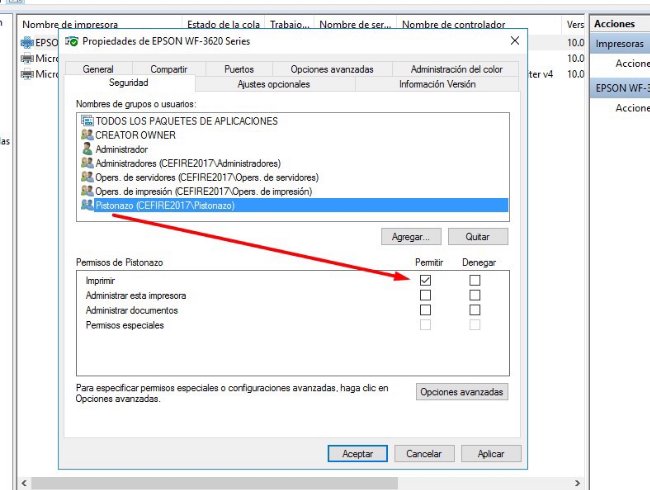 Nombre de impresora Estado de la cola Trabajo... Nombre de ser... Nombre de controlador Vers
Acciones
EPSO
10.0
Impresoras
Micro
10.0
Accione
Micro
ter v4
10.0
EPSON WF-3
Accione
das
Propiedades de EPSON WF-3620 Series
General Compartir Puertos Opciones avanzadas Administración del color
Seguridad Ajustes opcionales Información Versión
Nombres de grupos o usuarios:
TODOS LOS PAQUETES DE APLICACIONES
CREATOR OWNER
Administrador
Administradores (CEFIRE2017\Administradores)
Opers. de servidores (CEFIRE2017\Opers. de servidores)
Opers. de impresión (CEFIRE2017\Opers. de impresión)
Pistonazo (CEFIRE2017\Pistonazo)
Agregar... Quitar
Permisos de Pistonazo Permitir Denegar
Imprimir
Administrar esta impresora
Administrar documentos
Permisos especiales
Para especificar permisos especiales o configuraciones avanzadas, haga clic en
Opciones avanzadas.
Opciones avanzadas
Aceptar Cancelar Aplicar